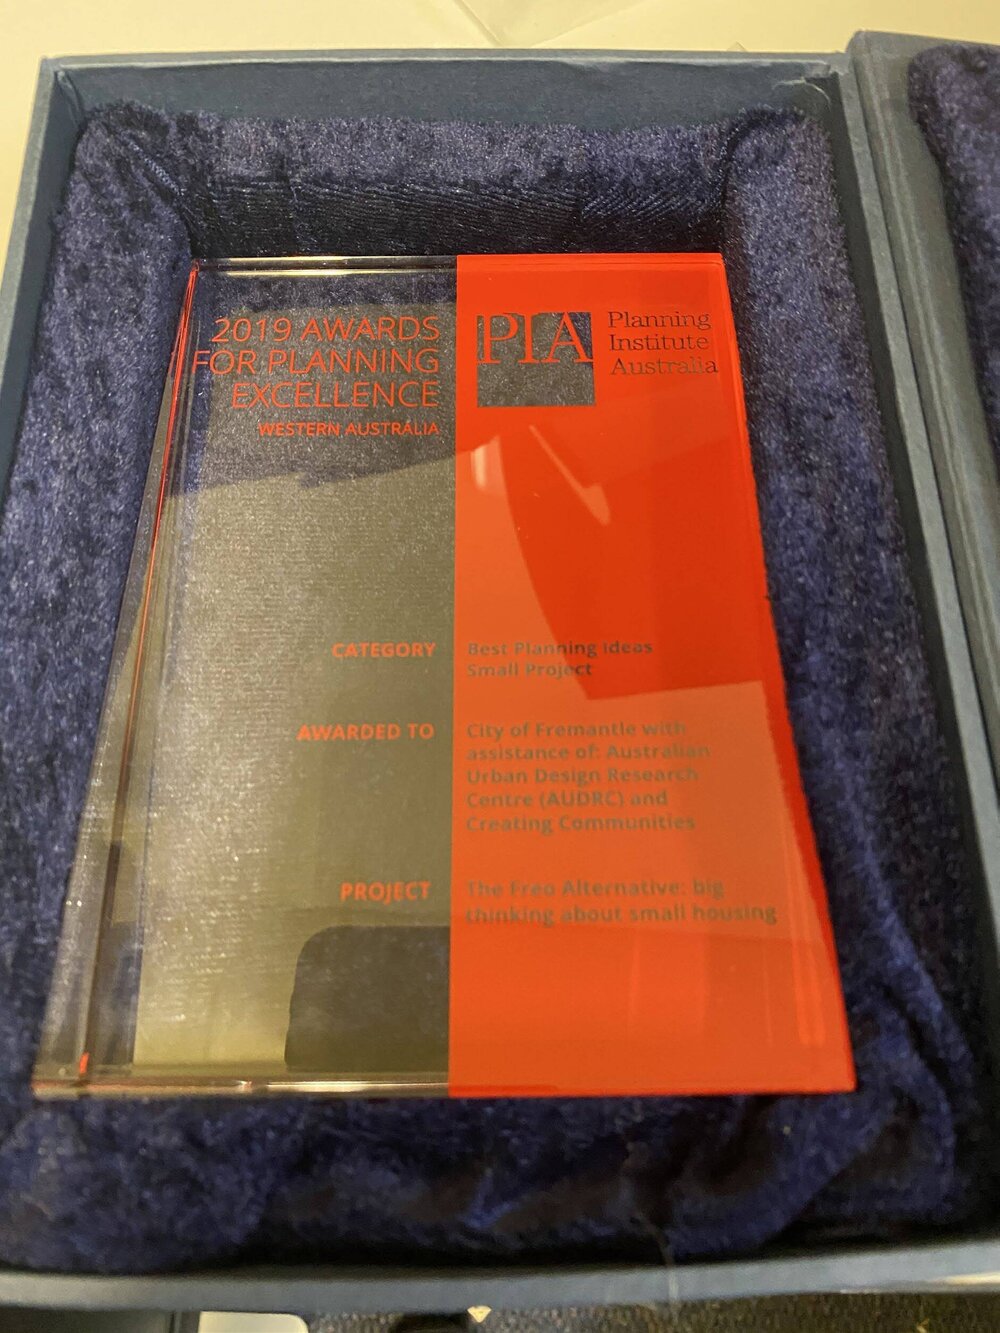 2019 AWARDS
FOR PLANNING
EXCELLENCE
WESTERN AUSTRALIA
PIA
Planning
Institute
Australia
CATEGORY
Best Planning Ideas
Small Project
AWARDED TO
City of Fremantle with
assistance of: Australian
Urban Design Research
Centre (AUDRC) and
Creating Communities
PROJECT
The Freo Alternative: big
thinking about small housing